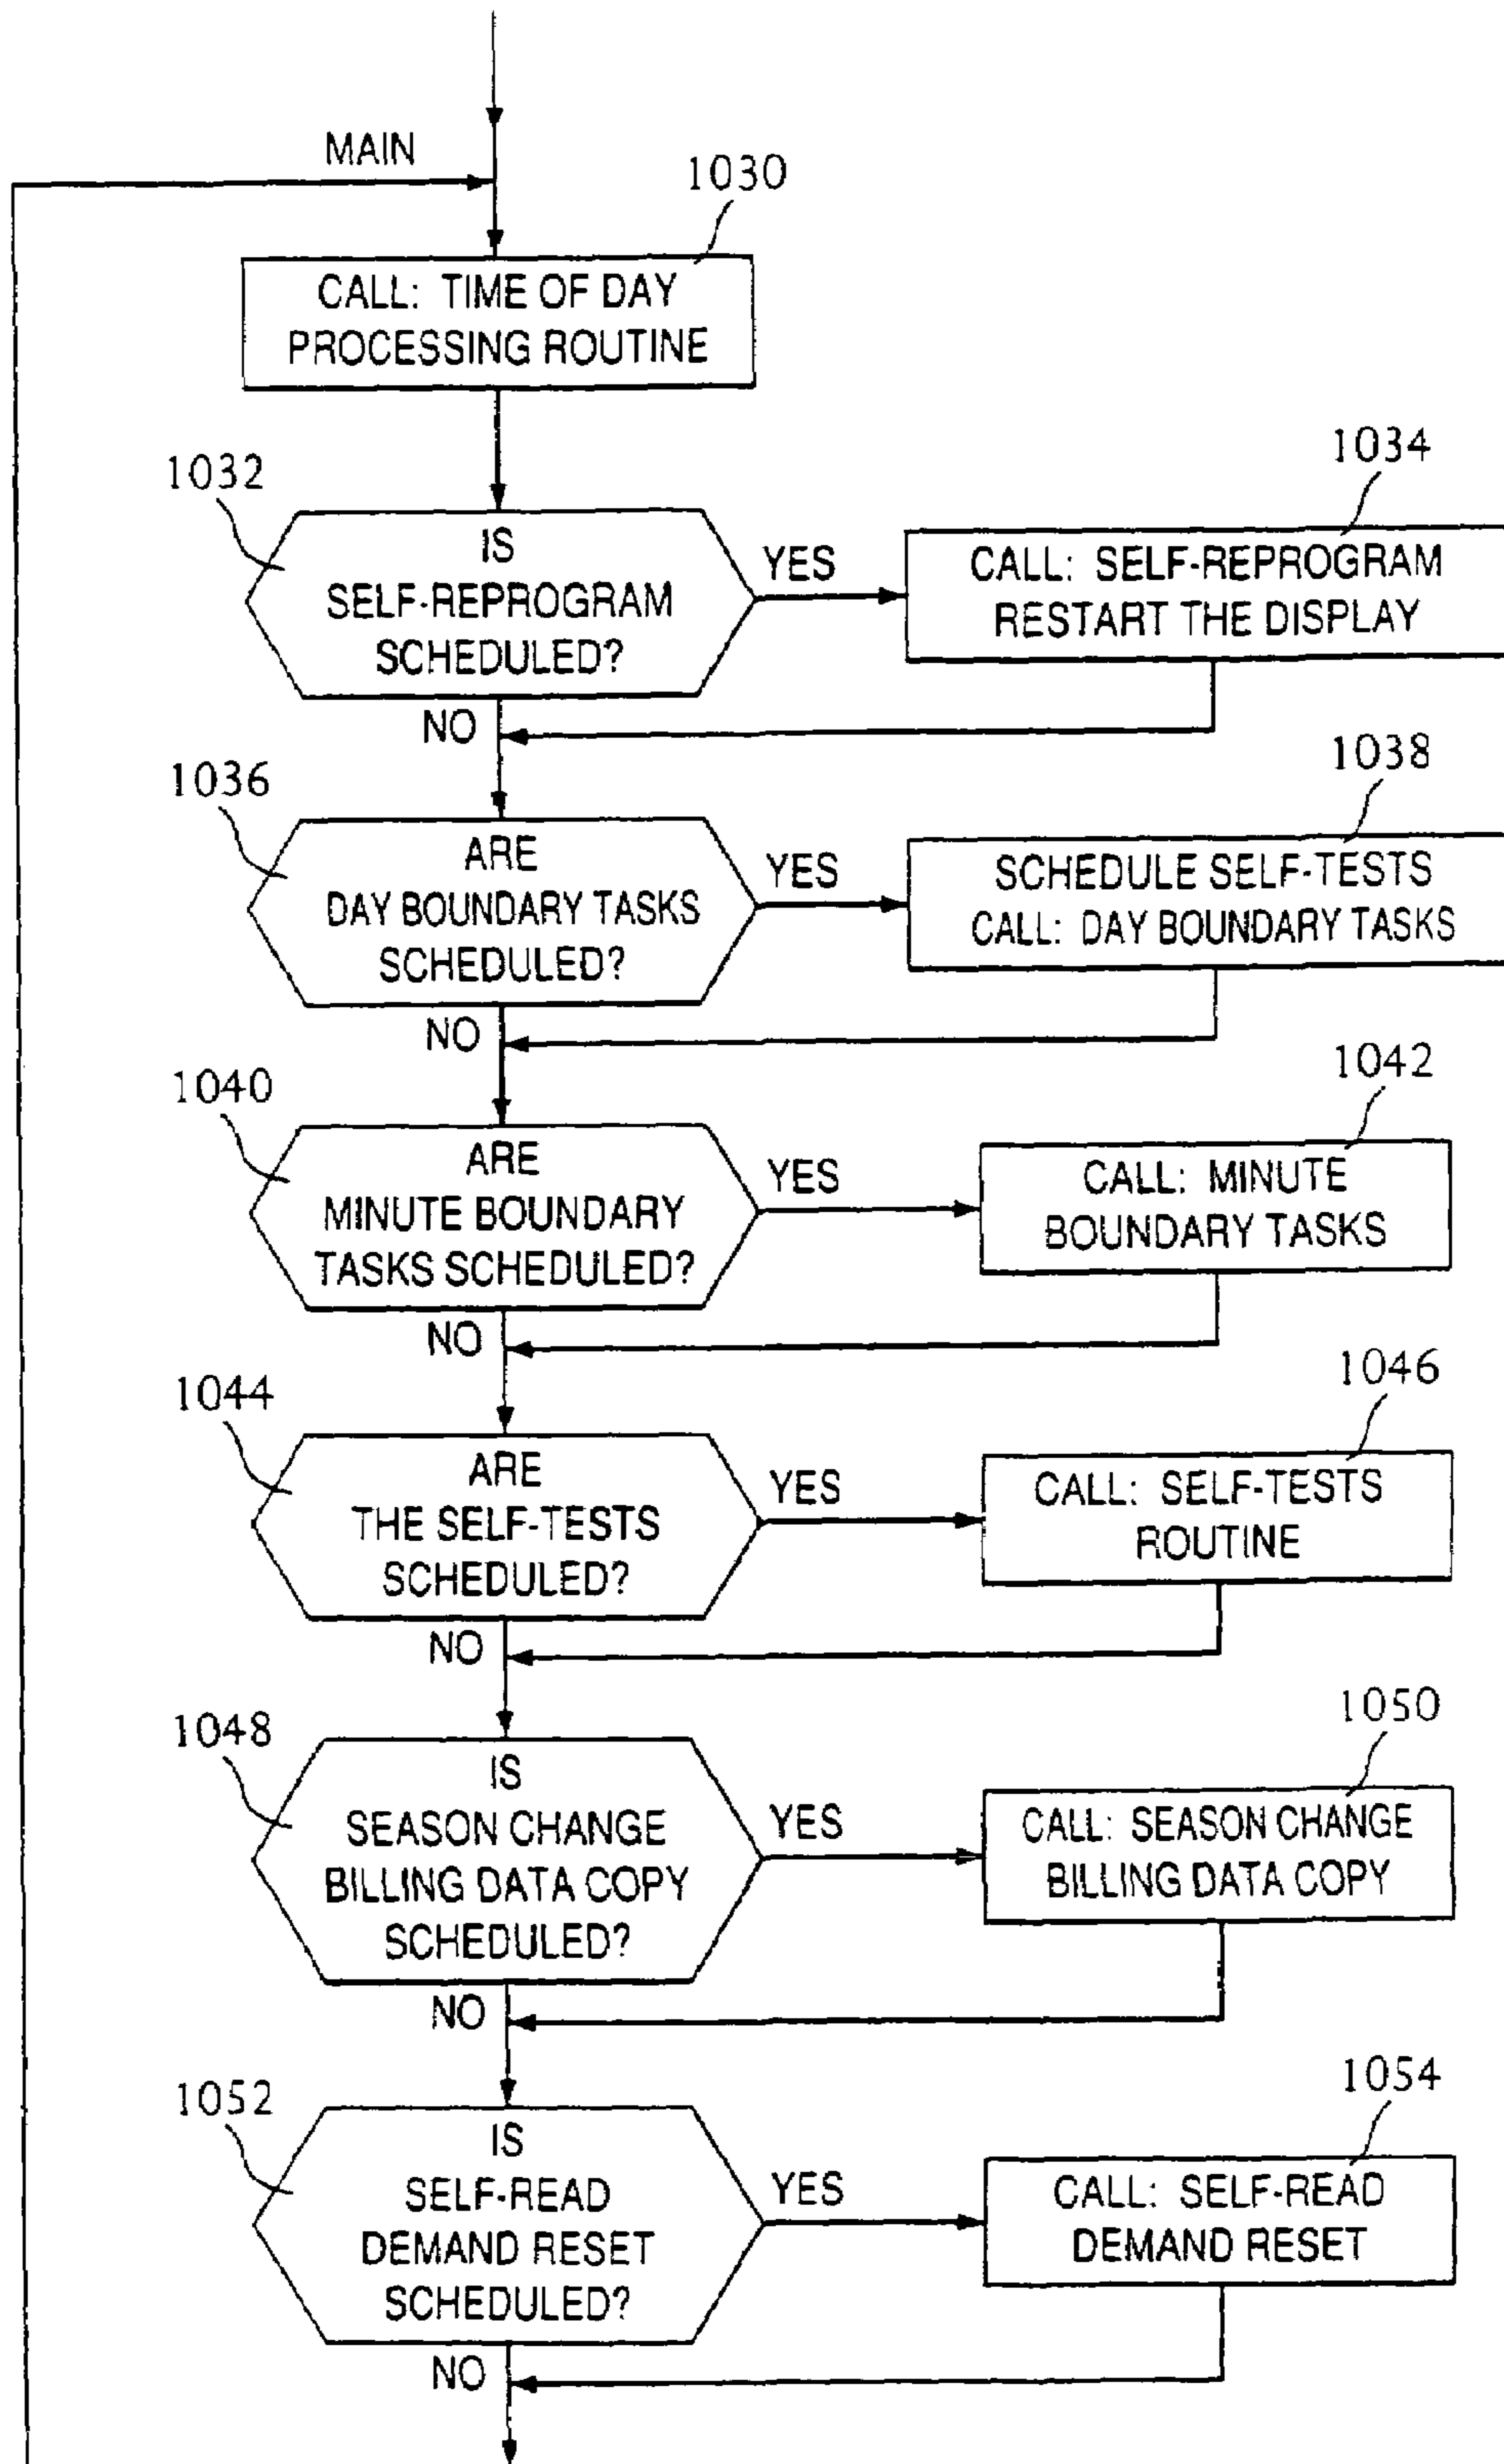 MAIN
1030
CALL: TIME OF DAY
PROCESSING ROUTINE
1032
IS
SELF-REPROGRAM
SCHEDULED?
YES
NO
1034
CALL: SELF-REPROGRAM
RESTART THE DISPLAY
1036
ARE
DAY BOUNDARY TASKS
SCHEDULED?
YES
NO
1038
SCHEDULE SELF-TESTS
CALL: DAY BOUNDARY TASKS
1040
ARE
MINUTE BOUNDARY
TASKS SCHEDULED?
YES
NO
1042
CALL: MINUTE
BOUNDARY TASKS
1044
ARE
THE SELF-TESTS
SCHEDULED?
YES
NO
1046
CALL: SELF-TESTS
ROUTINE
1048
IS
SEASON CHANGE
BILLING DATA COPY
SCHEDULED?
YES
NO
1050
CALL: SEASON CHANGE
BILLING DATA COPY
1052
IS
SELF-READ
DEMAND RESET
SCHEDULED?
YES
NO
1054
CALL: SELF-READ
DEMAND RESET